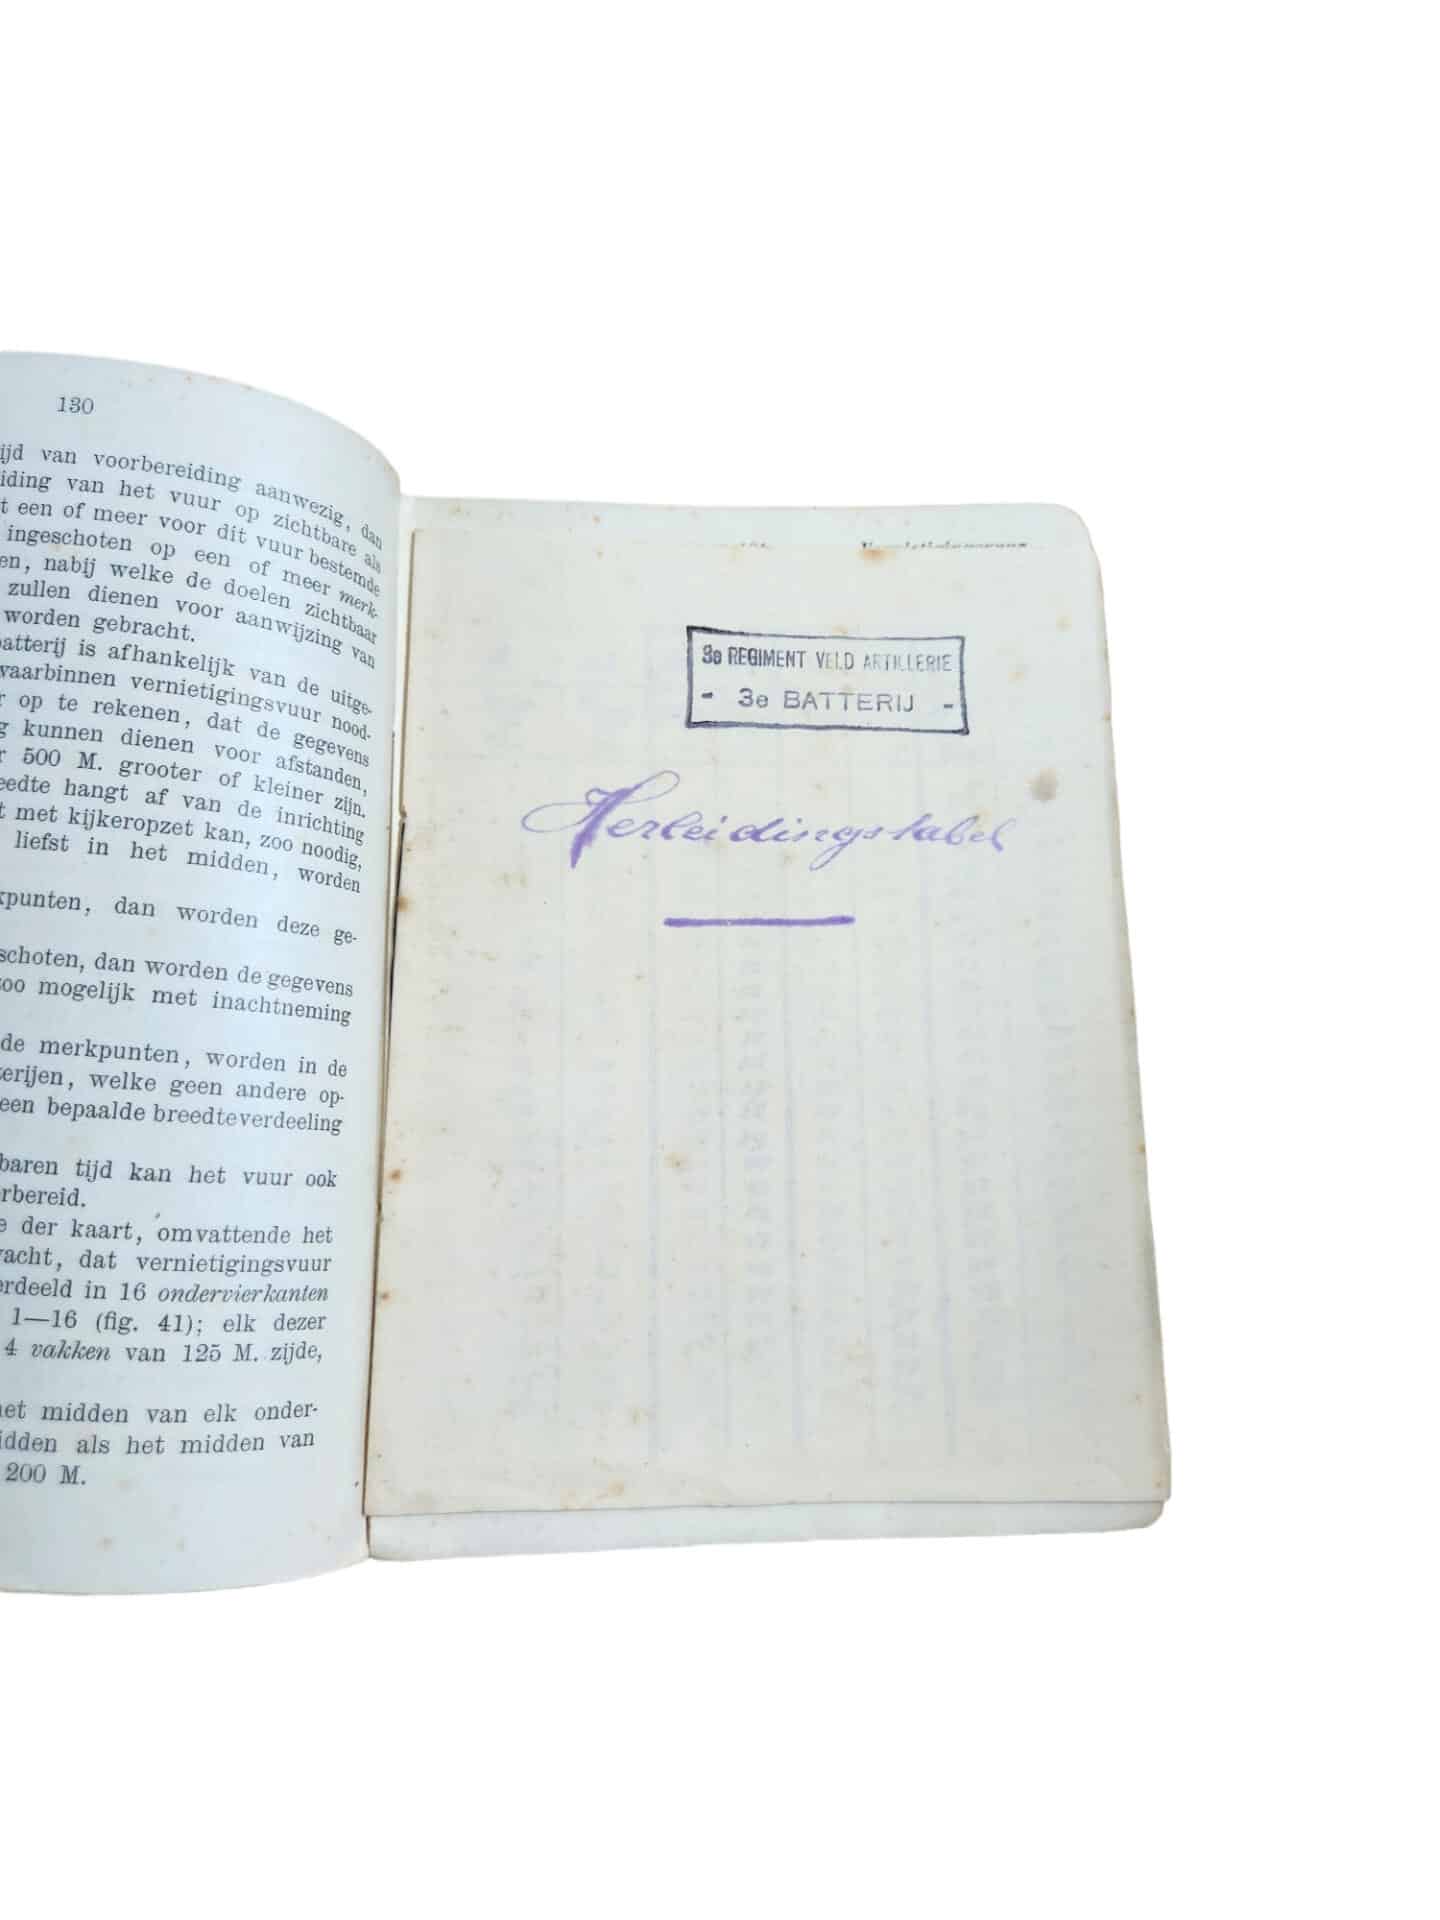 130
ijd van voorbereiding aanwezig, dan
iding van het vuur op zichtbare als
t een of meer voor dit vuur bestemde
ingeschoten op een of meer merk-
en, nabij welke de doelen zichtbaar
zullen dienen voor aanwijzing van
worden gebracht.
batterij is afhankelijk van de uitge-
waarbinnen vernietigingsvuur nood-
r op te rekenen, dat de gegevens
g kunnen dienen voor afstanden,
r 500 M. grooter of kleiner zijn.
eedte hangt af van de inrichting
t met kijkeropzet kan, zoo noodig,
liefst in het midden, worden
kpunten, dan worden deze ge-
schoten, dan worden de gegevens
zoo mogelijk met inachtneming
de merkpunten, worden in de
terijen, welke geen andere op-
een bepaalde breedteverdeeling
baren tijd kan het vuur ook
rbereid.
e der kaart, omvattende het
wacht, dat vernietigingsvuur
erdeeld in 16 ondervierkanten
1—16 (fig. 41); elk dezer
4 vakken van 125 M. zijde,
het midden van elk onder-
idden als het midden van
200 M.
3e REGIMENT VELD ARTILLERIE
- 3e BATTERIJ -
Herleidingstabel